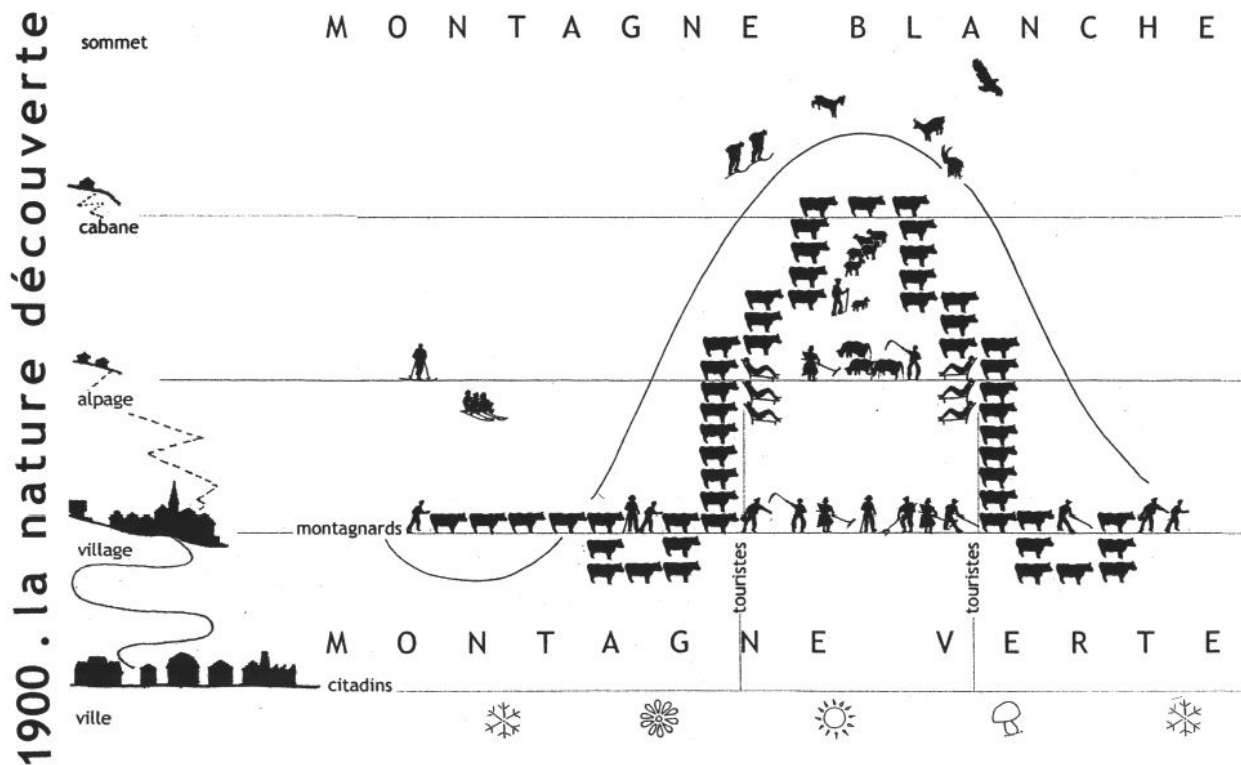 1900. la nature découverte
sommet
MONTAGNE BLANCHE
cabane
alpage
montagnards
village
touristes
touristes
MONTAGNE VERTE
citadins
ville